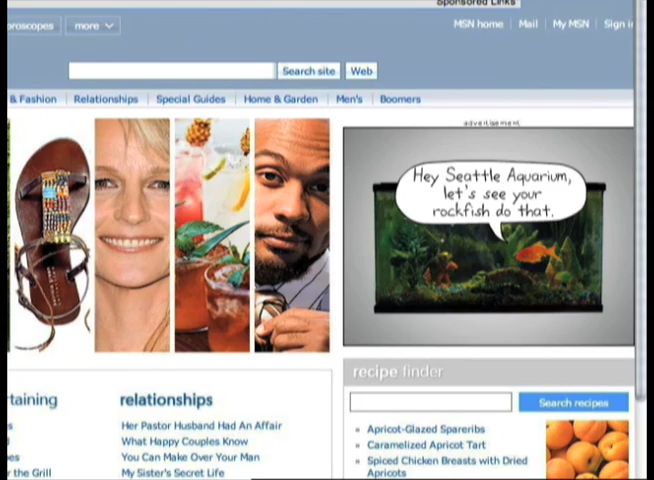 Sponsored Links
oroscopes
more
MSN home
Mail
My MSN
Sign i
Search site
Web
& Fashion
Relationships
Special Guides
Home & Garden
Men's
Boomers
advertisement
Hey Seattle Aquarium,
let's see your
rockfish do that.
recipe finder
Search recipes
Apricot-Glazed Spareribs
Caramelized Apricot Tart
Spiced Chicken Breasts with Dried
Apricots
rtaining
r the Grill
relationships
Her Pastor Husband Had An Affair
What Happy Couples Know
You Can Make Over Your Man
My Sister's Secret Life